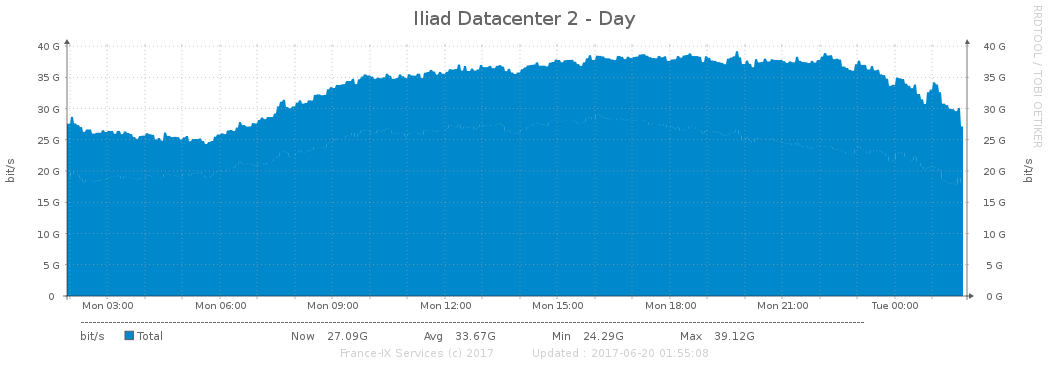 Iliad Datacenter 2 - Day
RRDTOOL / TOBI OETIKER
40 G 40 G
35 G 35 G
30 G 30 G
25 G 25 G
20 G 20 G
15 G 15 G
10 G 10 G
5 G 5 G
0 0 G
bit/s bit/s
Mon 03:00 Mon 06:00 Mon 09:00 Mon 12:00 Mon 15:00 Mon 18:00 Mon 21:00 Tue 00:00
bit/s Total Now 27.09G Avg 33.67G Min 24.29G Max 39.12G
France-IX Services (c) 2017 Updated : 2017-06-20 01:55:08